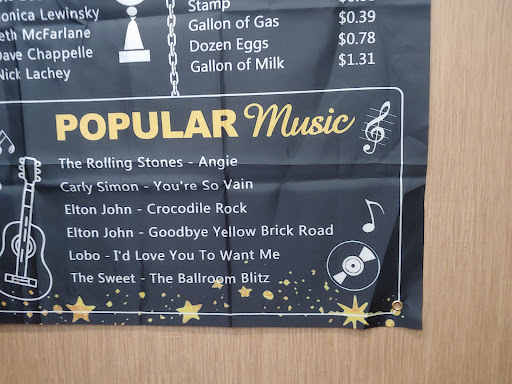 onica Lewinsky
eth McFarlane
Dave Chappelle
Nick Lachey
Stamp
Gallon of Gas $0.39
Dozen Eggs $0.78
Gallon of Milk $1.31
POPULAR Music
The Rolling Stones - Angie
Carly Simon - You're So Vain
Elton John - Crocodile Rock
Elton John - Goodbye Yellow Brick Road
Lobo - I'd Love You To Want Me
The Sweet - The Ballroom Blitz